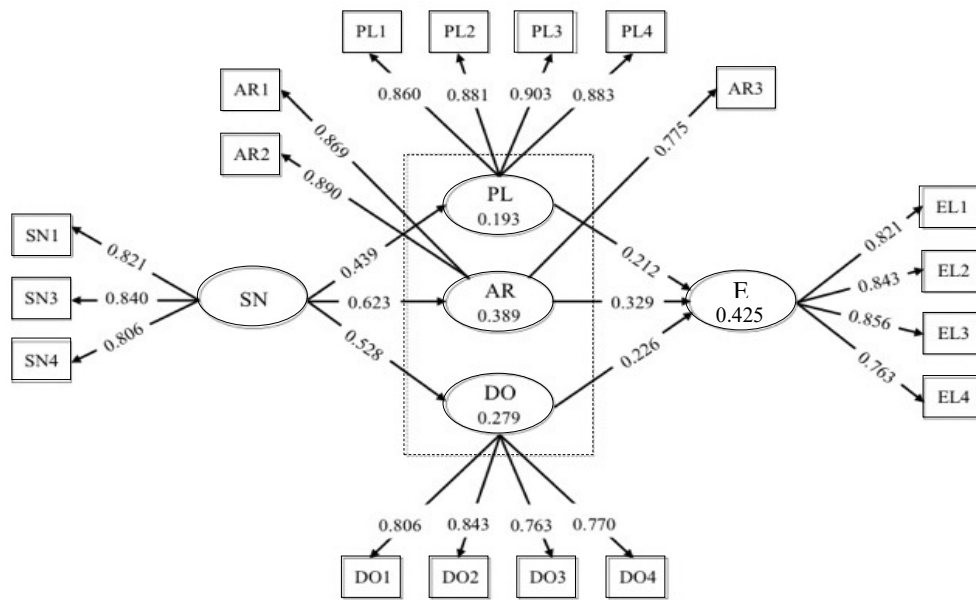 PL1 PL2 PL3 PL4
AR1
AR3
0.860 0.881 0.903 0.883
AR2
0.869
0.775
0.890
PL
0.193
SN1
0.821
0.439
0.212
EL1
0.821
SN3
0.840
SN
0.623
AR
0.389
0.329
E
0.425
0.843
EL2
SN4
0.806
0.528
0.226
0.856
EL3
DO
0.279
0.763
EL4
0.806 0.843 0.763 0.770
DO1 DO2 DO3 DO4